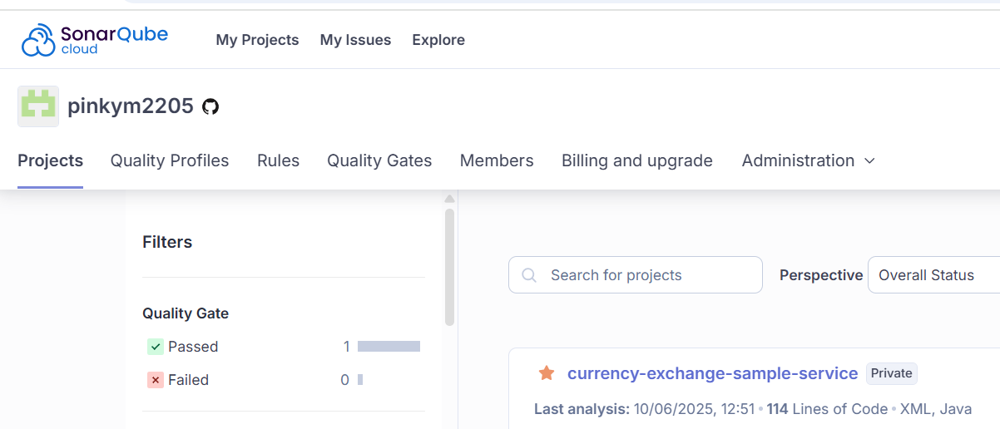 SonarQube cloud My Projects My Issues Explore
pinkym2205
Projects Quality Profiles Rules Quality Gates Members Billing and upgrade Administration
Filters
Search for projects Perspective Overall Status
Quality Gate
Passed 1
Failed 0
currency-exchange-sample-service Private
Last analysis: 10/06/2025, 12:51 • 114 Lines of Code • XML, Java